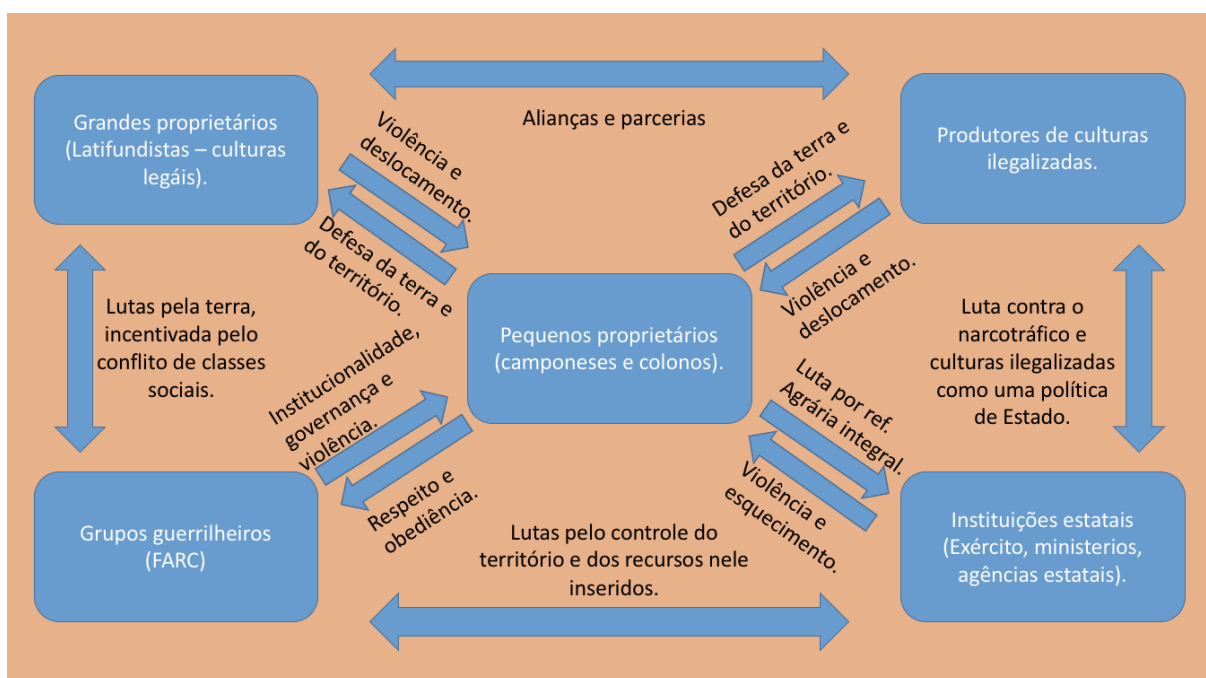 Grandes proprietários
(Latifundistas – culturas
legáis).
Alianças e parcerias
Produtores de culturas
ilegalizadas.
Violência e
deslocamento.
Defesa da terra e
do território.
Defesa da terra e
do território.
Violência e
deslocamento.
Lutas pela terra,
incentivada pelo
conflito de classes
sociais.
Pequenos proprietários
(camponeses e colonos).
Luta contra o
narcotráfico e
culturas ilegalizadas
como uma política
de Estado.
Institucionalidade,
governança e
violência.
Respeito e
obediência.
Luta por ref.
Agrária integral.
Violência e
esquecimento.
Grupos guerrilheiros
(FARC)
Lutas pelo controle do
território e dos recursos nele
inseridos.
Instituições estatais
(Exército, ministerios,
agências estatais).